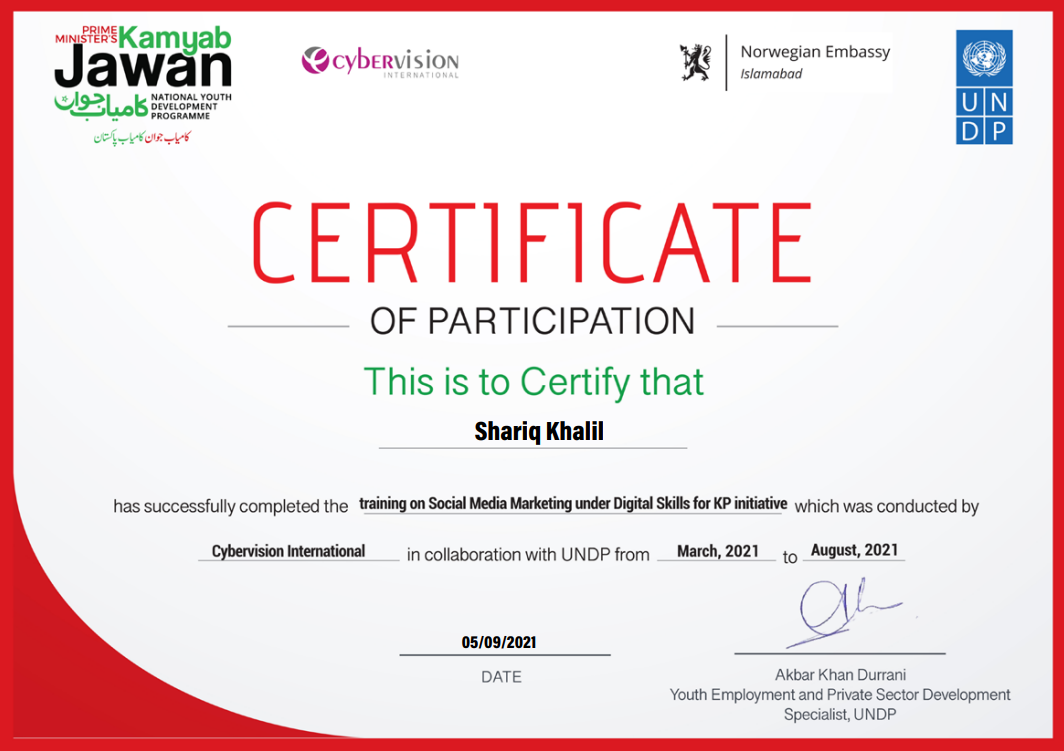 PRIME
MINISTER'S Kamyab
Jawan
کامیاب جوان NATIONAL YOUTH
DEVELOPMENT
PROGRAMME
کامیاب جوان کامیاب پاکستان
CYBERVISION
INTERNATIONAL
Norwegian Embassy
Islamabad
UN
DP
CERTIFICATE
OF PARTICIPATION
This is to Certify that
Shariq Khalil
has successfully completed the training on Social Media Marketing under Digital Skills for KP initiative which was conducted by
Cybervision International in collaboration with UNDP from March, 2021 to August, 2021
05/09/2021
DATE
Akbar Khan Durrani
Youth Employment and Private Sector Development
Specialist, UNDP